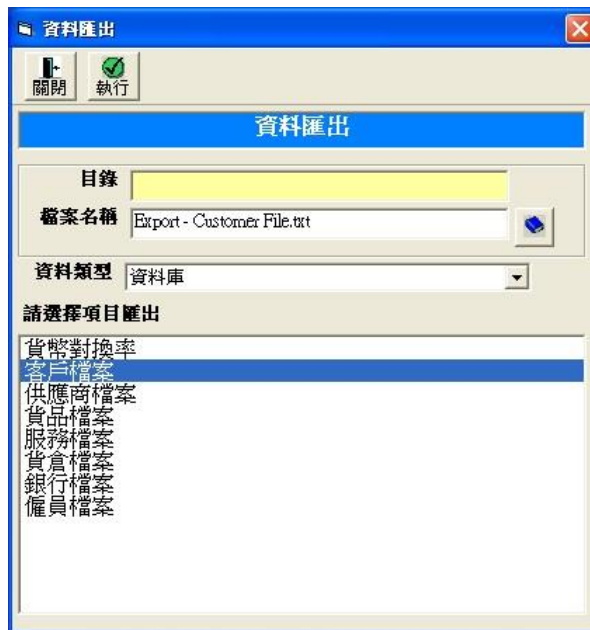 資料匯出
關閉
執行
資料匯出
目錄
檔案名稱 Export - Customer File.txt
資料類型 資料庫
請選擇項目匯出
貨幣對換率
客戶檔案
供應商檔案
貨品檔案
服務檔案
貨倉檔案
銀行檔案
僱員檔案